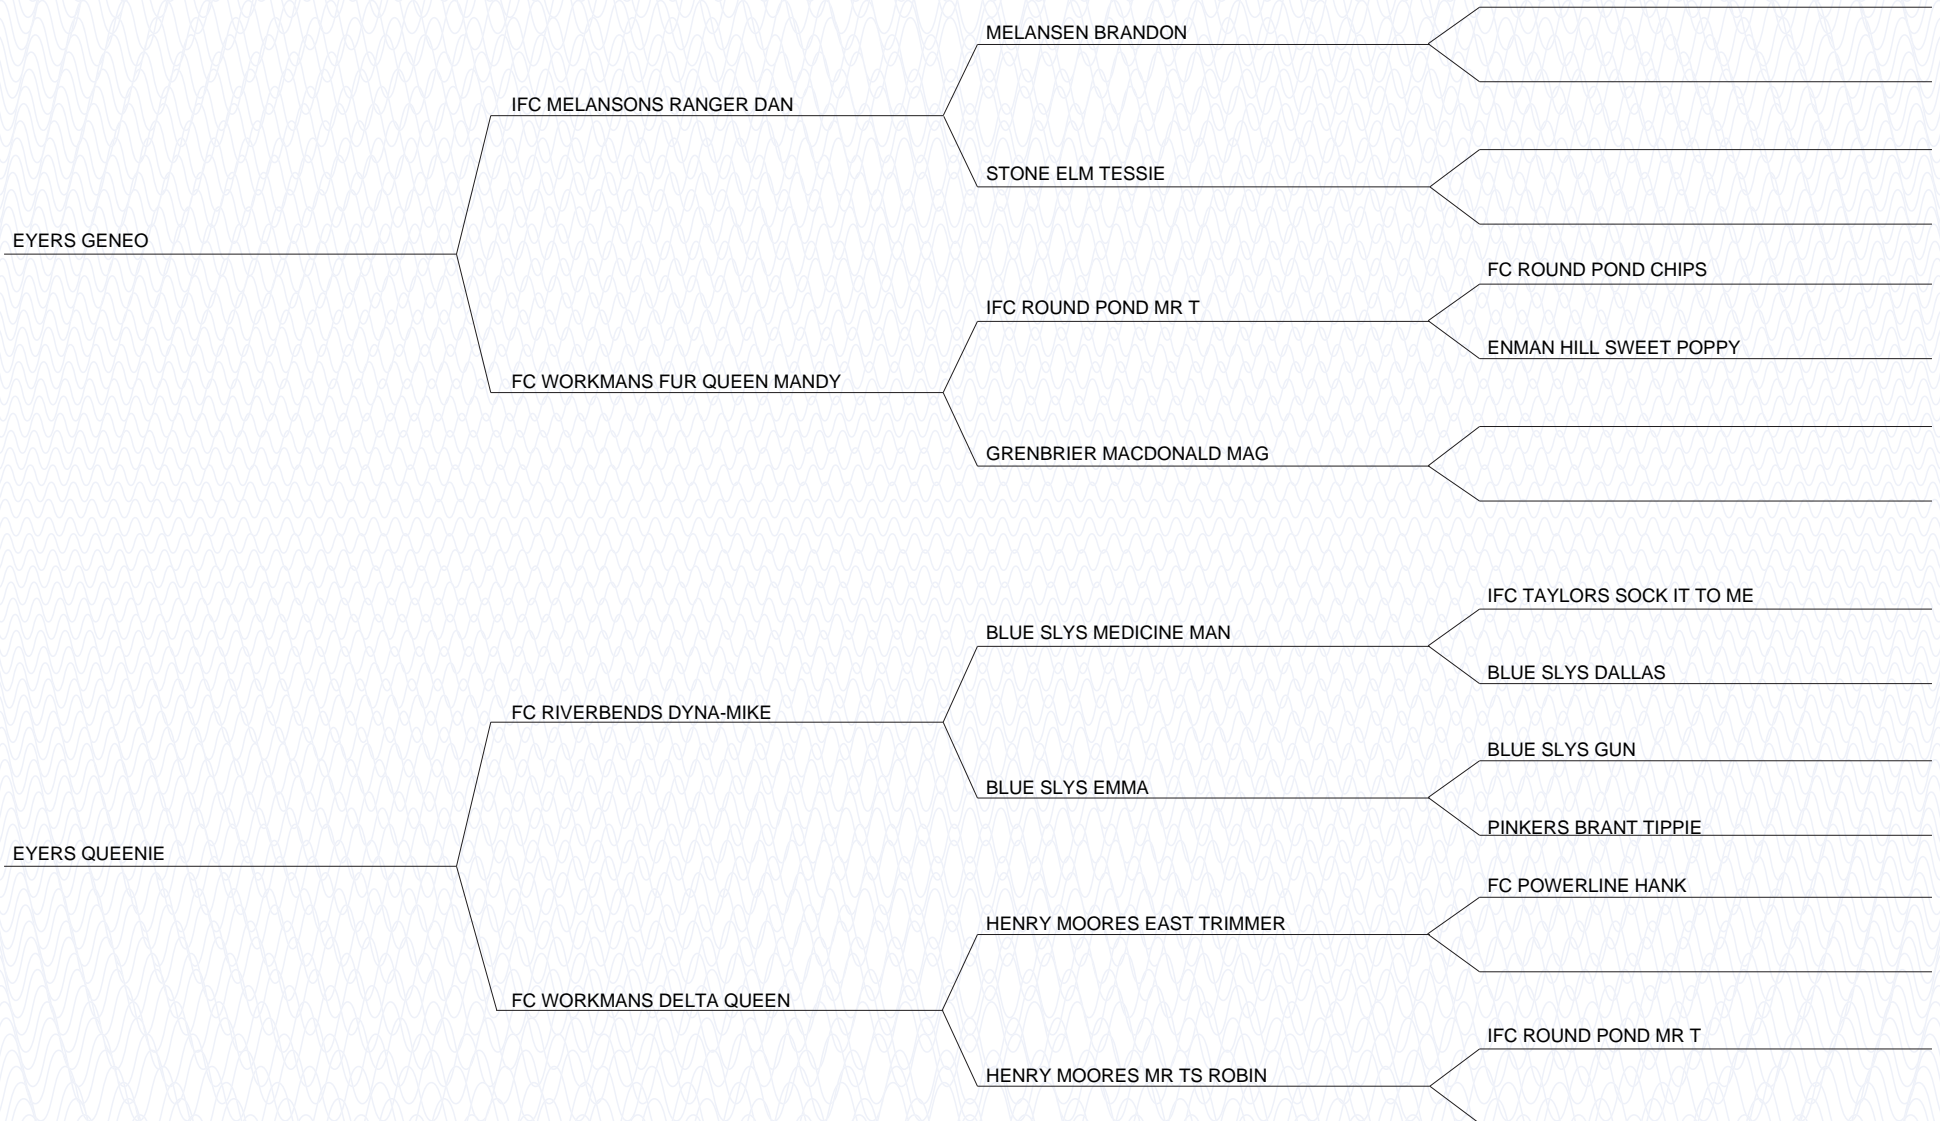 MELANSEN BRANDON
IFC MELANSONS RANGER DAN
STONE ELM TESSIE
EYERS GENEO
FC ROUND POND CHIPS
IFC ROUND POND MR T
ENMAN HILL SWEET POPPY
FC WORKMANS FUR QUEEN MANDY
GRENBRIER MACDONALD MAG
IFC TAYLORS SOCK IT TO ME
BLUE SLYS MEDICINE MAN
BLUE SLYS DALLAS
FC RIVERBENDS DYNA-MIKE
BLUE SLYS GUN
BLUE SLYS EMMA
PINKERS BRANT TIPPIE
EYERS QUEENIE
FC POWERLINE HANK
HENRY MOORES EAST TRIMMER
FC WORKMANS DELTA QUEEN
IFC ROUND POND MR T
HENRY MOORES MR TS ROBIN